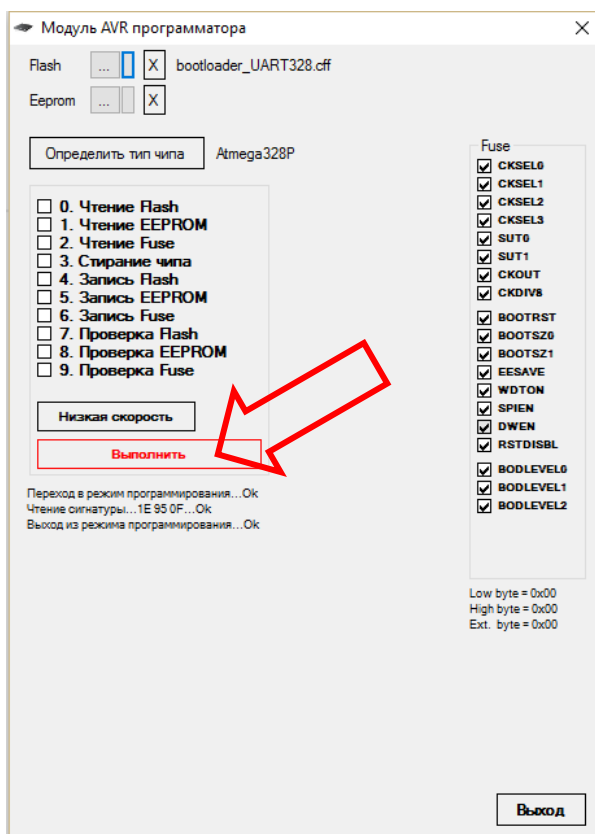 Модуль AVR программатора
Flash ... X bootloader_UART328.cff
Eeprom ... X
Определить тип чипа Atmega328P
0. Чтение Flash
1. Чтение EEPROM
2. Чтение Fuse
3. Стирание чипа
4. Запись Flash
5. Запись EEPROM
6. Запись Fuse
7. Проверка Flash
8. Проверка EEPROM
9. Проверка Fuse
Низкая скорость
Выполнить
Переход в режим программирования...Ok
Чтение сигнатуры...1E 95 0F...Ok
Выход из режима программирования...Ok
Fuse
CKSEL0
CKSEL1
CKSEL2
CKSEL3
SUT0
SUT1
CKOUT
CKDIV8
BOOTRST
BOOTSZ0
BOOTSZ1
EESAVE
WDTON
SPIEN
DWEN
RSTDISBL
BODLEVEL0
BODLEVEL1
BODLEVEL2
Low byte = 0x00
High byte = 0x00
Ext. byte = 0x00
Выход